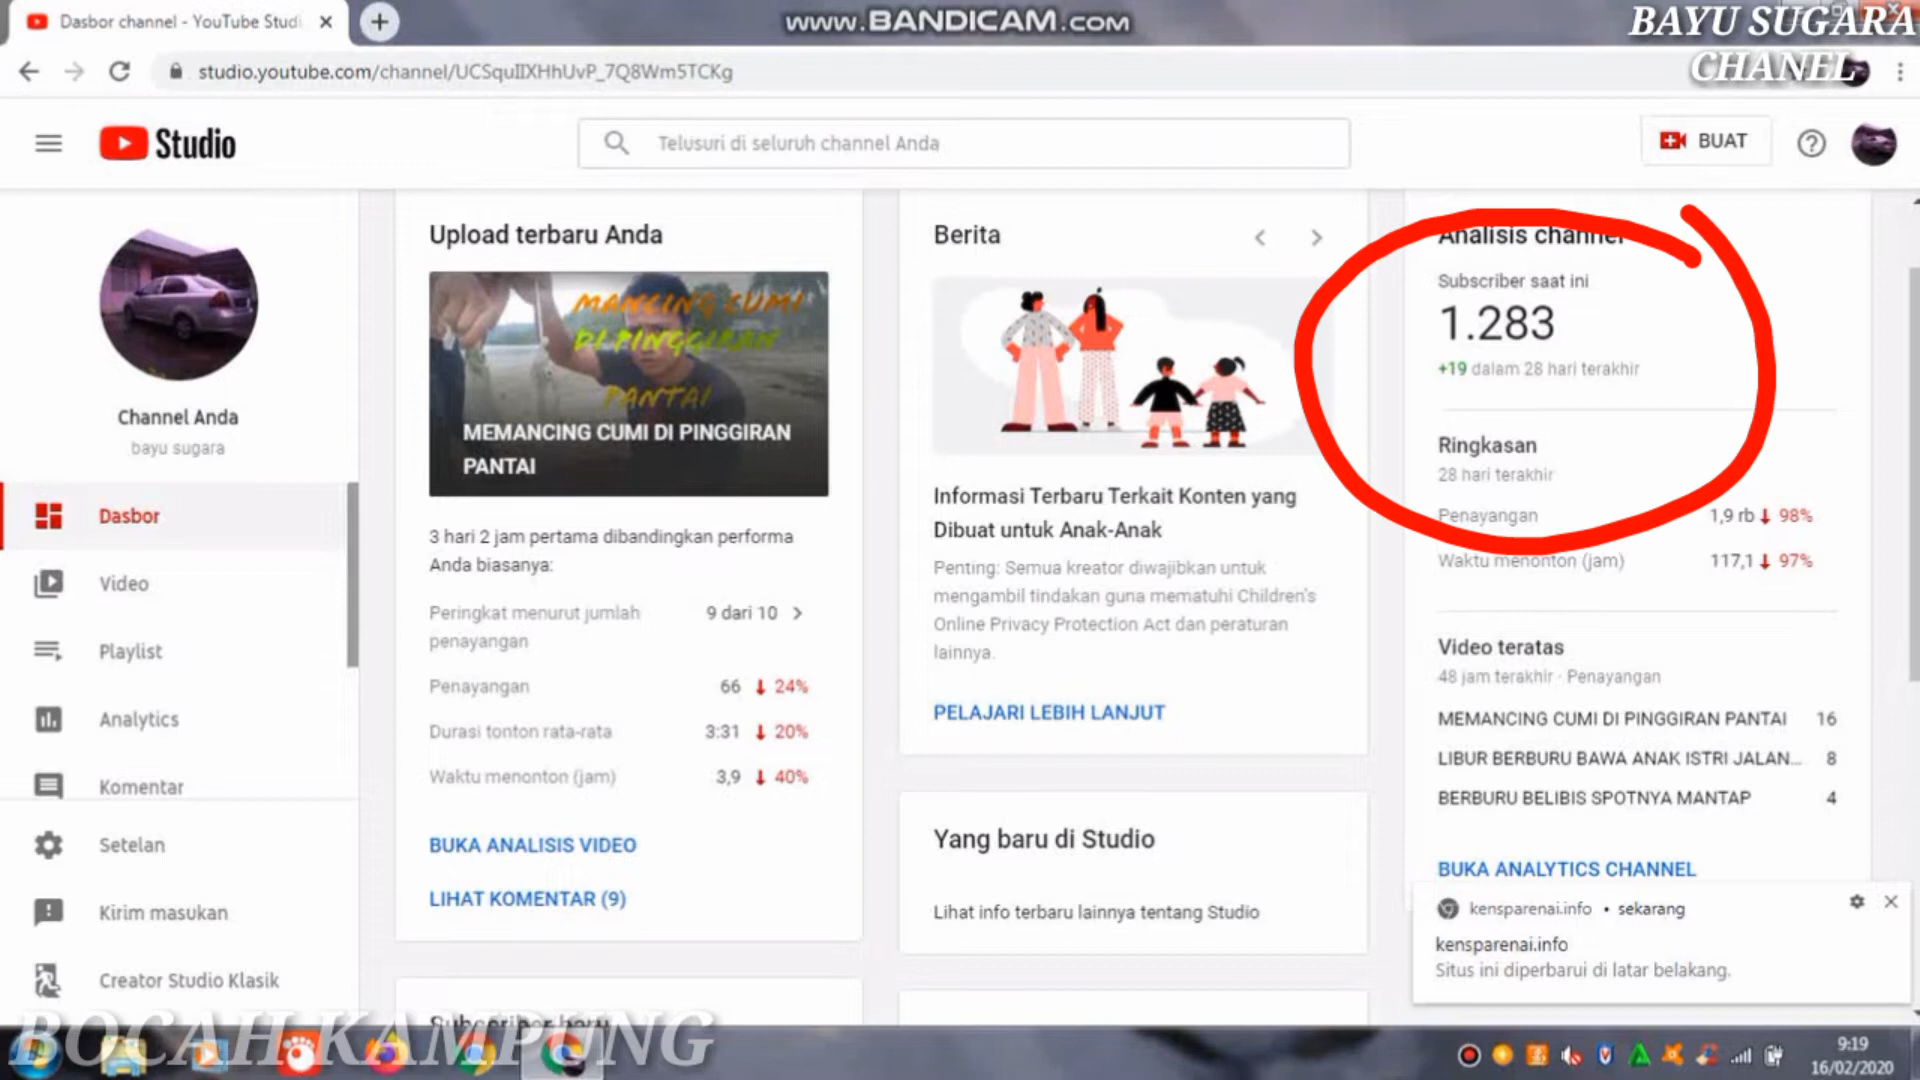 Dasbor channel - YouTube Studi
www.BANDICAM.com
BAYU SUGARA
CHANEL
studio.youtube.com/channel/UCSquIIXHhUvP_7Q8Wm5TCKg
Studio
Telusuri di seluruh channel Anda
BUAT
Channel Anda
bayu sugara
Dasbor
Video
Playlist
Analytics
Komentar
Setelan
Kirim masukan
Creator Studio Klasik
Upload terbaru Anda
MANCING CUMI
DI PINGGIRAN
PANTAI
MEMANCING CUMI DI PINGGIRAN
PANTAI
3 hari 2 jam pertama dibandingkan performa
Anda biasanya:
Peringkat menurut jumlah penayangan 9 dari 10
Penayangan 66 24%
Durasi tonton rata-rata 3:31 20%
Waktu menonton (jam) 3,9 40%
BUKA ANALISIS VIDEO
LIHAT KOMENTAR (9)
Subscriber baru
Berita
Informasi Terbaru Terkait Konten yang
Dibuat untuk Anak-Anak
Penting: Semua kreator diwajibkan untuk
mengambil tindakan guna mematuhi Children's
Online Privacy Protection Act dan peraturan
lainnya.
PELAJARI LEBIH LANJUT
Yang baru di Studio
Lihat info terbaru lainnya tentang Studio
Analisis channel
Subscriber saat ini
1.283
+19 dalam 28 hari terakhir
Ringkasan
28 hari terakhir
Penayangan 1,9 rb 98%
Waktu menonton (jam) 117,1 97%
Video teratas
48 jam terakhir · Penayangan
MEMANCING CUMI DI PINGGIRAN PANTAI 16
LIBUR BERBURU BAWA ANAK ISTRI JALAN... 8
BERBURU BELIBIS SPOTNYA MANTAP 4
BUKA ANALYTICS CHANNEL
kensparenai.info • sekarang
kensparenai.info
Situs ini diperbarui di latar belakang.
BOCAH KAMPUNG
9:19
16/02/2020